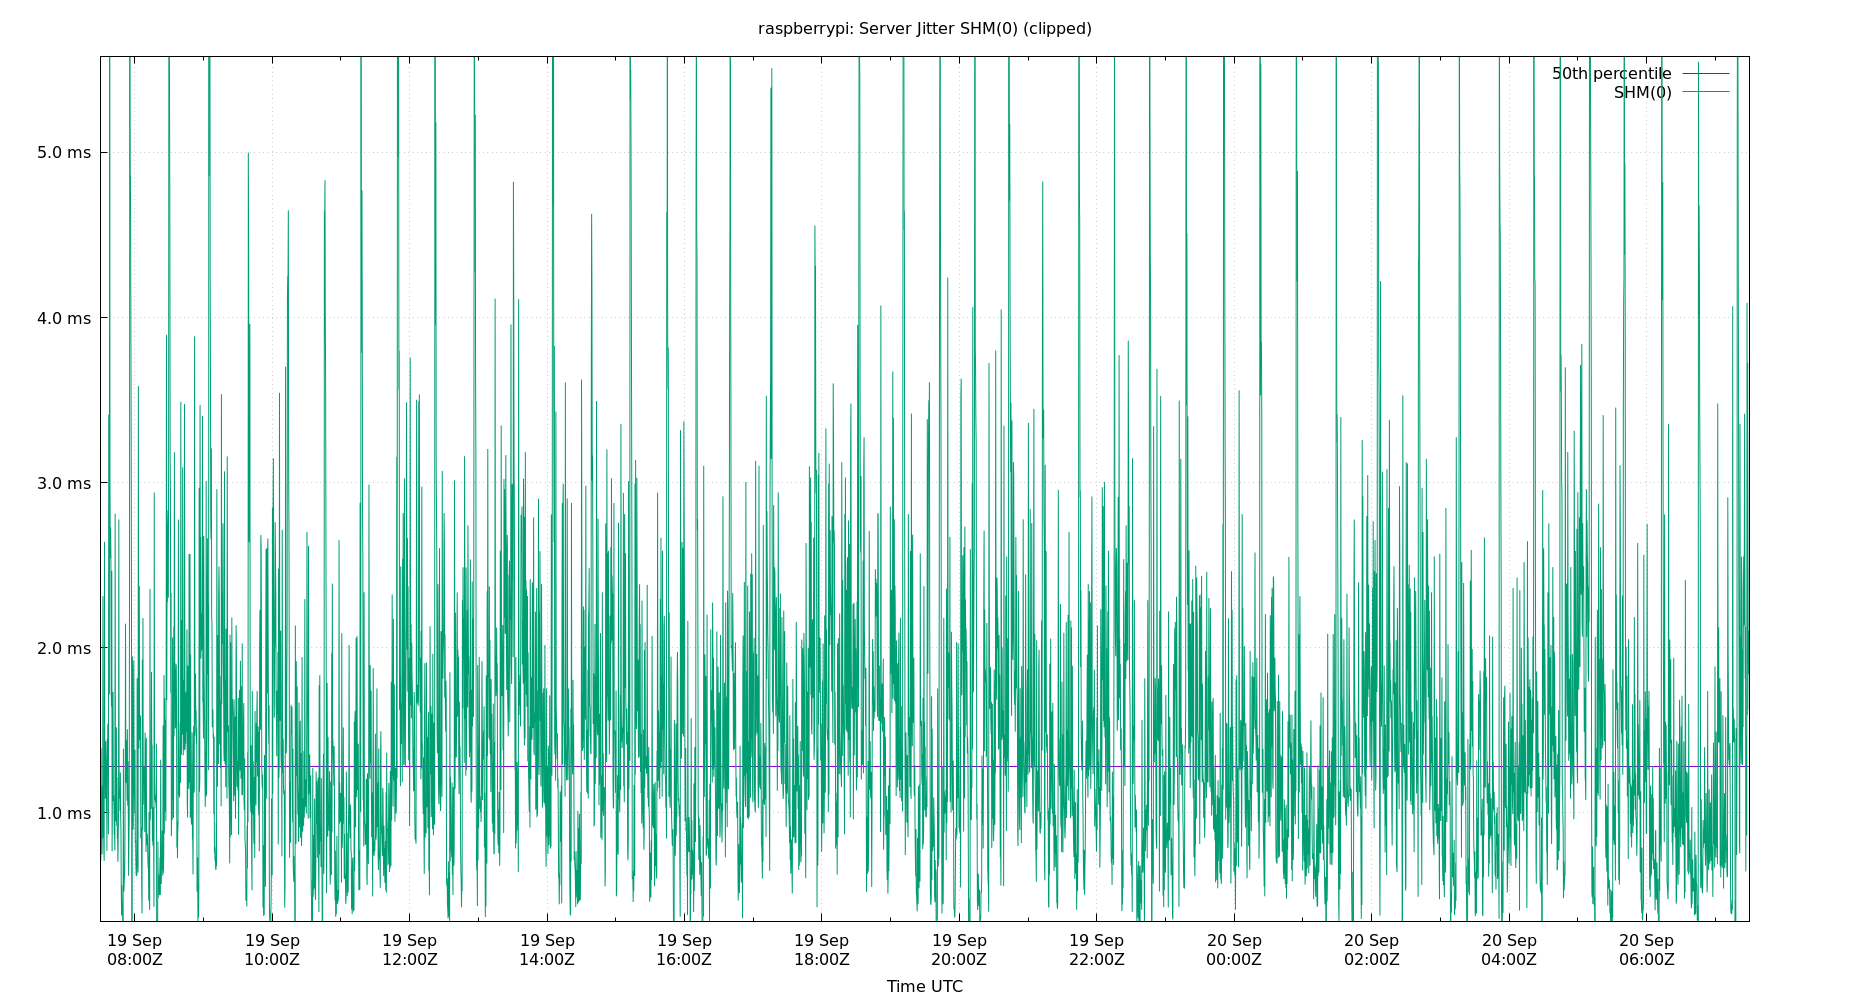 raspberrypi: Server Jitter SHM(0) (clipped)
50th percentile
SHM(0)
5.0 ms
4.0 ms
3.0 ms
2.0 ms
1.0 ms
19 Sep 19 Sep 19 Sep 19 Sep 19 Sep 19 Sep 19 Sep 19 Sep 20 Sep 20 Sep 20 Sep 20 Sep
08:00Z 10:00Z 12:00Z 14:00Z 16:00Z 18:00Z 20:00Z 22:00Z 00:00Z 02:00Z 04:00Z 06:00Z
Time UTC